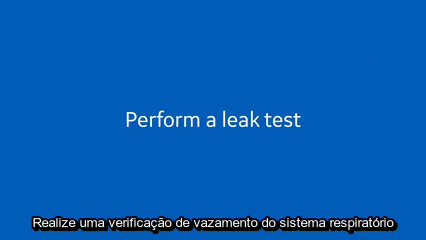 Perform a leak test
Realize uma verificação de vazamento do sistema respiratório